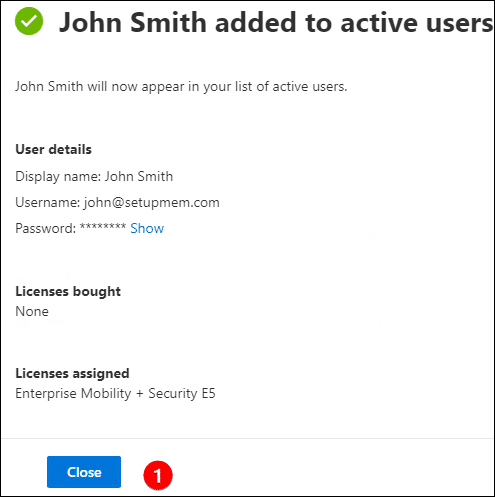 John Smith added to active users
John Smith will now appear in your list of active users.
User details
Display name: John Smith
Username: john@setupmem.com
Password: ******** Show
Licenses bought
None
Licenses assigned
Enterprise Mobility + Security E5
Close 1